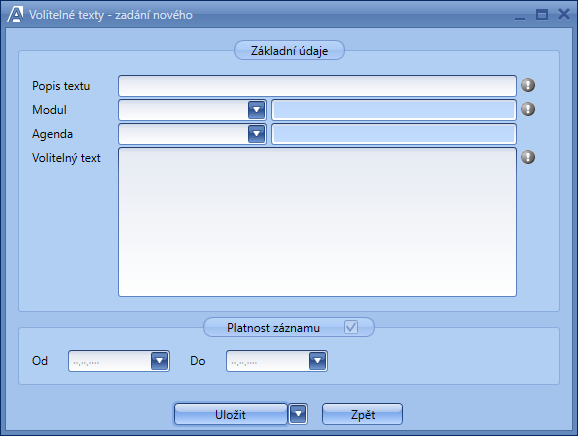 Volitelné texty - zadání nového
Základní údaje
Popis textu
Modul
Agenda
Volitelný text
Platnost záznamu
Od ..,..,.... Do ..,..,....
Uložit Zpět